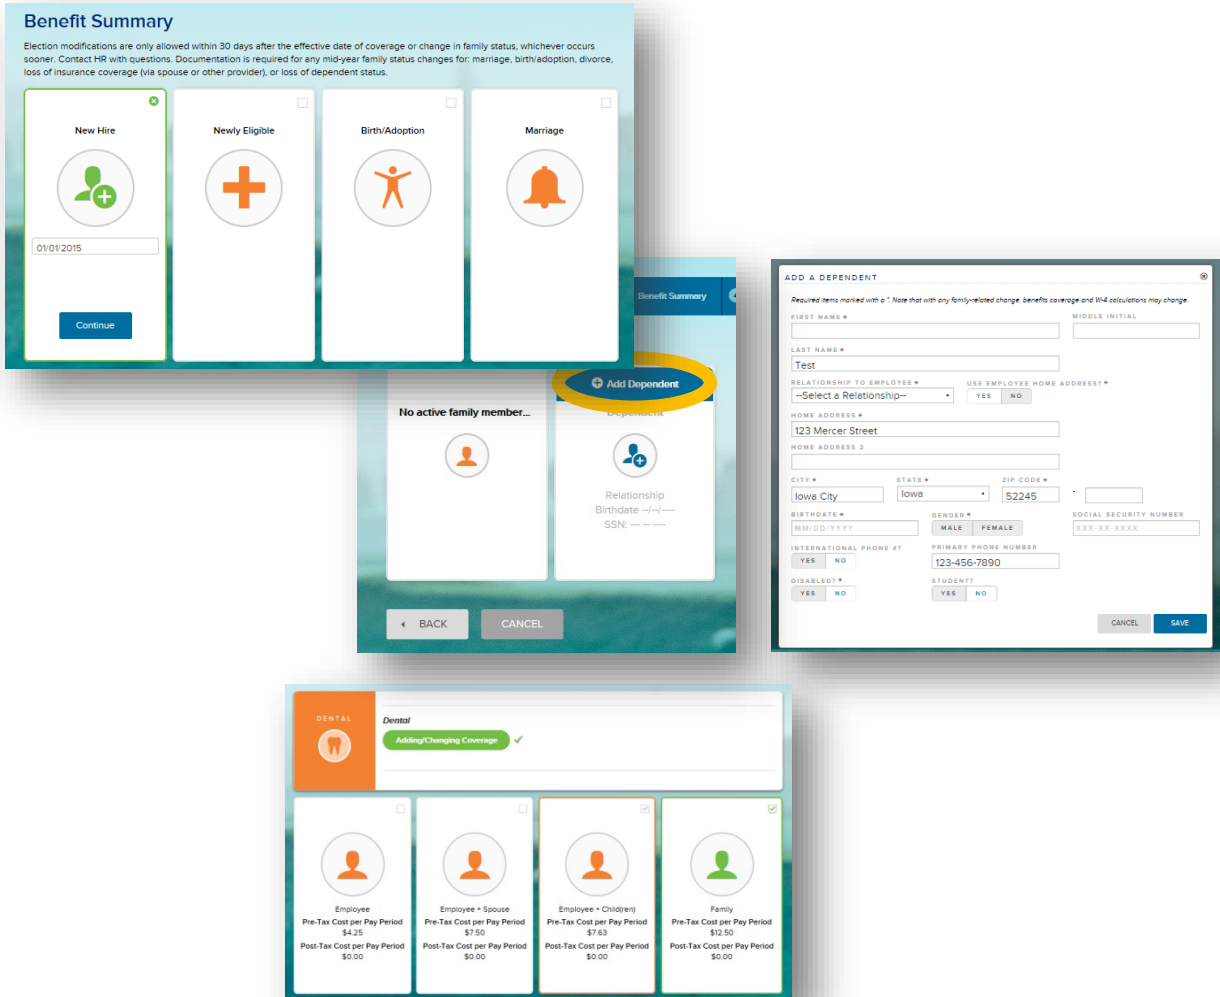 Benefit Summary
Election modifications are only allowed within 30 days after the effective date of coverage or change in family status, whichever occurs
sooner. Contact HR with questions. Documentation is required for any mid-year family status changes for: marriage, birth/adoption, divorce,
loss of insurance coverage (via spouse or other provider), or loss of dependent status.
New Hire
01/01/2015
Continue
Newly Eligible
Birth/Adoption
Marriage
Benefit Summary
No active family member...
Add Dependent
Dependent
Relationship
Birthdate --/--/----
SSN: --- -- ----
BACK
CANCEL
ADD A DEPENDENT
Required items marked with a *. Note that with any family-related change, benefits coverage and W-4 calculations may change.
FIRST NAME *
MIDDLE INITIAL
LAST NAME *
Test
RELATIONSHIP TO EMPLOYEE *
USE EMPLOYEE HOME ADDRESS? *
--Select a Relationship--
YES NO
HOME ADDRESS *
123 Mercer Street
HOME ADDRESS 2
CITY * STATE * ZIP CODE *
Iowa City Iowa 52245 -
BIRTHDATE * GENDER * SOCIAL SECURITY NUMBER
MM/DD/YYYY MALE FEMALE XXX-XX-XXXX
INTERNATIONAL PHONE #? PRIMARY PHONE NUMBER
YES NO 123-456-7890
DISABLED? * STUDENT?
YES NO YES NO
CANCEL SAVE
DENTAL
Dental
Adding/Changing Coverage
Employee
Pre-Tax Cost per Pay Period
$4.25
Post-Tax Cost per Pay Period
$0.00
Employee + Spouse
Pre-Tax Cost per Pay Period
$7.50
Post-Tax Cost per Pay Period
$0.00
Employee + Child(ren)
Pre-Tax Cost per Pay Period
$7.63
Post-Tax Cost per Pay Period
$0.00
Family
Pre-Tax Cost per Pay Period
$12.50
Post-Tax Cost per Pay Period
$0.00